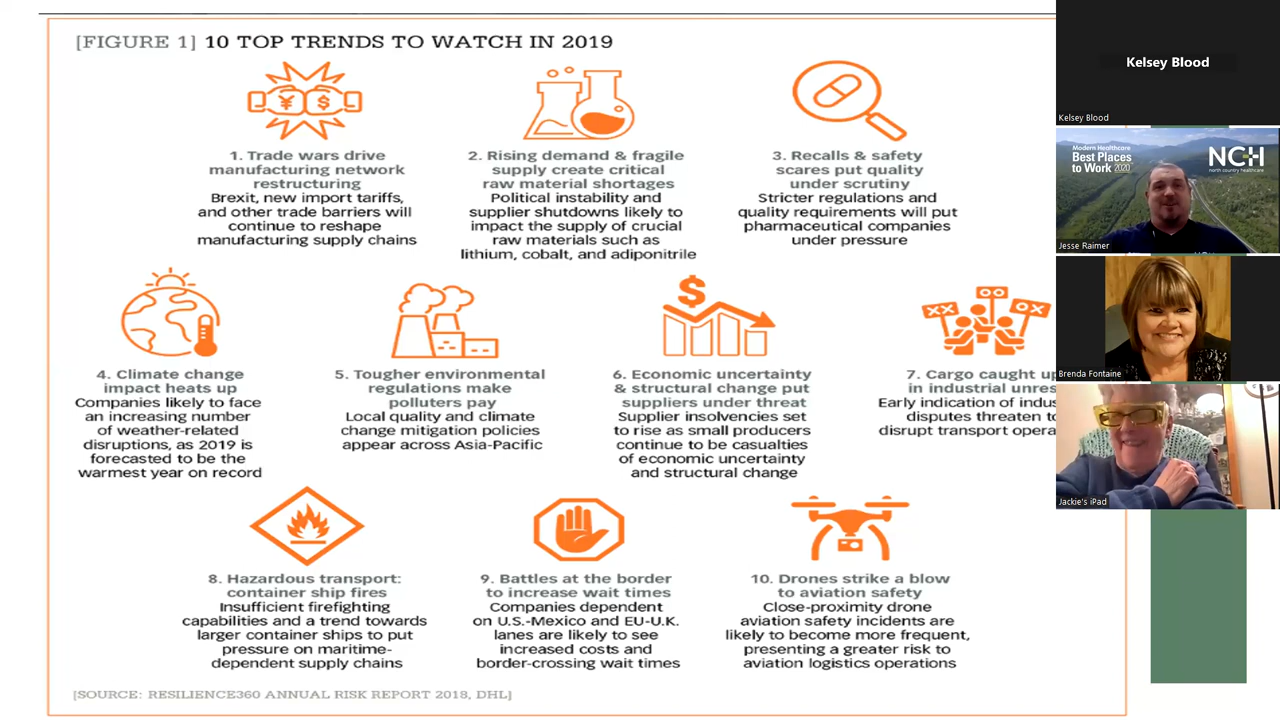 [FIGURE 1] 10 TOP TRENDS TO WATCH IN 2019
¥ $
1. Trade wars drive
manufacturing network
restructuring
Brexit, new import tariffs,
and other trade barriers will
continue to reshape
manufacturing supply chains
2. Rising demand & fragile
supply create critical
raw material shortages
Political instability and
supplier shutdowns likely to
impact the supply of crucial
raw materials such as
lithium, cobalt, and adiponitrile
3. Recalls & safety
scares put quality
under scrutiny
Stricter regulations and
quality requirements will put
pharmaceutical companies
under pressure
4. Climate change
impact heats up
Companies likely to face
an increasing number
of weather-related
disruptions, as 2019 is
forecasted to be the
warmest year on record
5. Tougher environmental
regulations make
polluters pay
Local quality and climate
change mitigation policies
appear across Asia-Pacific
$
6. Economic uncertainty
& structural change put
suppliers under threat
Supplier insolvencies set
to rise as small producers
continue to be casualties
of economic uncertainty
and structural change
XX OO OX
7. Cargo caught up
in industrial unres
Early indication of indus
disputes threaten to
disrupt transport opera
8. Hazardous transport:
container ship fires
Insufficient firefighting
capabilities and a trend towards
larger container ships to put
pressure on maritime-
dependent supply chains
9. Battles at the border
to increase wait times
Companies dependent
on U.S.-Mexico and EU-U.K.
lanes are likely to see
increased costs and
border-crossing wait times
10. Drones strike a blow
to aviation safety
Close-proximity drone
aviation safety incidents are
likely to become more frequent,
presenting a greater risk to
aviation logistics operations
[SOURCE: RESILIENCE360 ANNUAL RISK REPORT 2018, DHL]
Kelsey Blood
Kelsey Blood
Modern Healthcare
Best Places
to Work 2020
NCH
north country healthcare
Jesse Raimer
Brenda Fontaine
Jackie's iPad